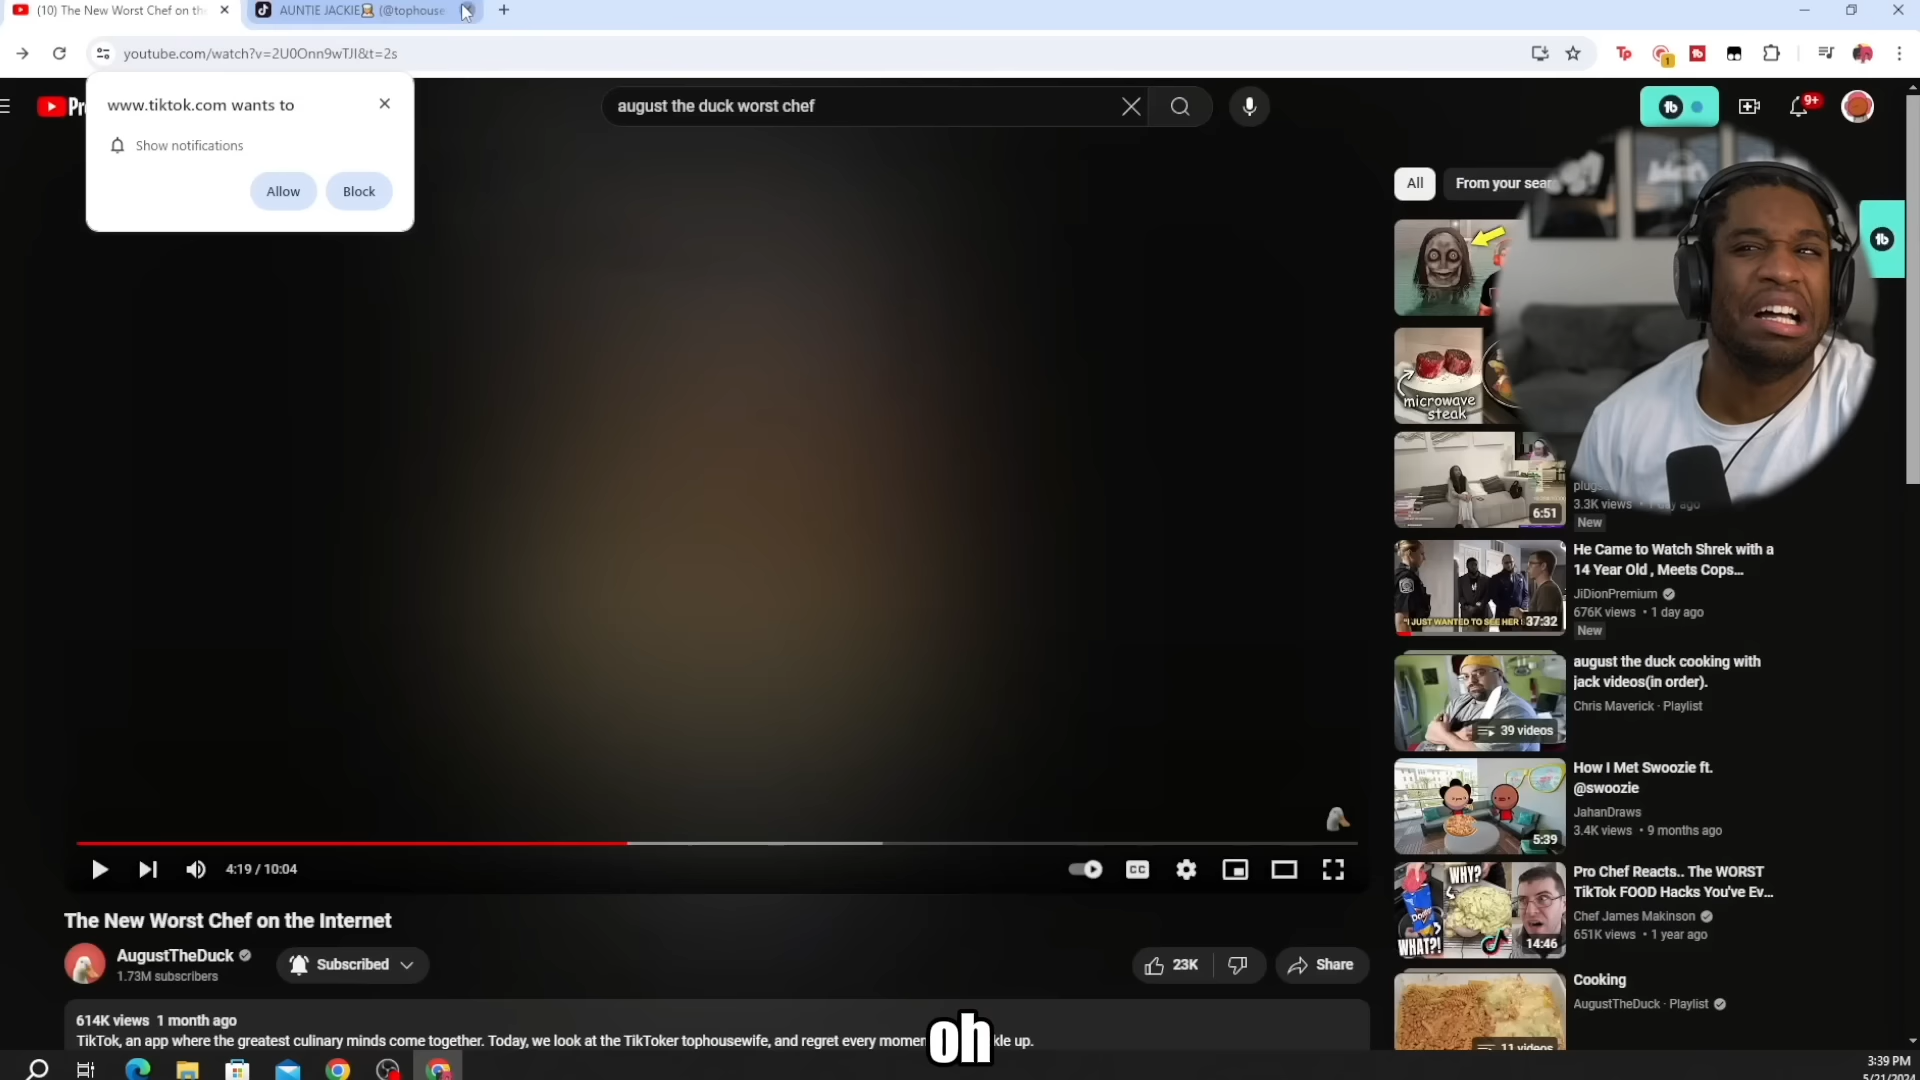 (10) The New Worst Chef on the
AUNTIE JACKIE (@tophouse
youtube.com/watch?v=2U0Onn9wTJI&t=2s
Tp
1
www.tiktok.com wants to
Show notifications
Allow
Block
august the duck worst chef
9+
All
From your sear
microwave
steak
6:51
3.3K views • 1 day ago
New
He Came to Watch Shrek with a
14 Year Old , Meets Cops...
JiDionPremium
676K views • 1 day ago
New
"I JUST WANTED TO SEE HER
37:32
august the duck cooking with
jack videos(in order).
Chris Maverick · Playlist
39 videos
How I Met Swoozie ft.
@swoozie
JahanDraws
3.4K views • 9 months ago
5:39
Pro Chef Reacts.. The WORST
TikTok FOOD Hacks You've Ev...
Chef James Makinson
651K views • 1 year ago
WHY?
WHAT?!
14:46
Cooking
AugustTheDuck · Playlist
11 videos
4:19 / 10:04
CC
The New Worst Chef on the Internet
AugustTheDuck
1.73M subscribers
Subscribed
23K
Share
614K views 1 month ago
TikTok, an app where the greatest culinary minds come together. Today, we look at the TikToker tophousewife, and regret every momen kle up.
oh
3:39 PM
5/21/2024